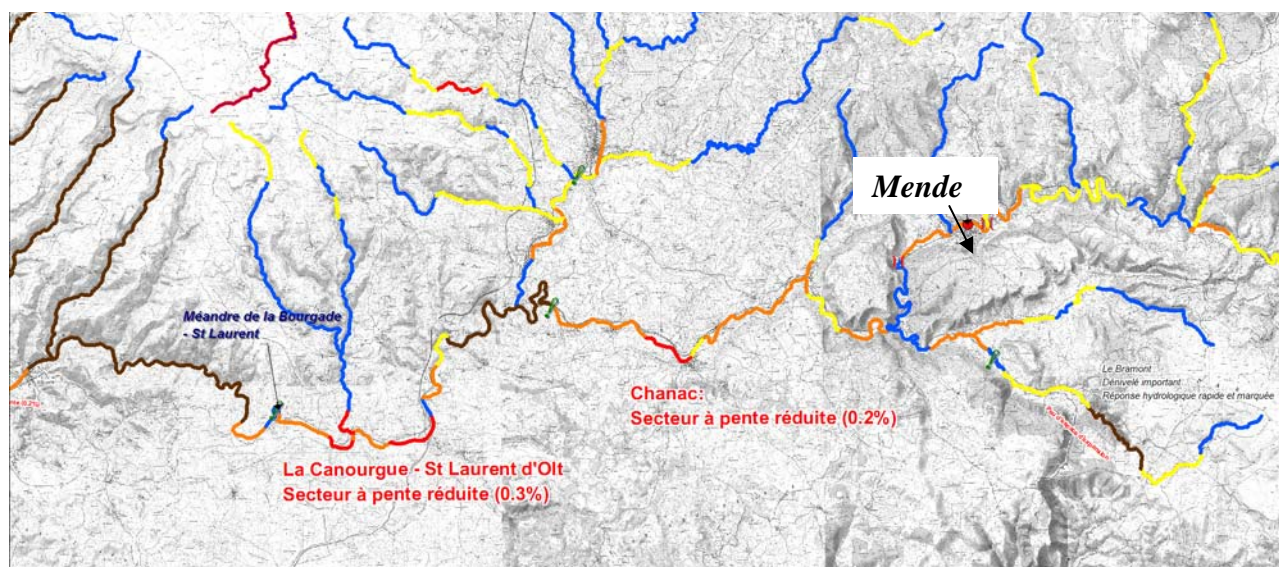 Mende
Méandre de la Bourgade
- St Laurent
Chanac:
Secteur à pente réduite (0.2%)
Le Bramont
Dénivelé important
Réponse hydrologique rapide et marquée
La Canourgue - St Laurent d'Olt
Secteur à pente réduite (0.3%)